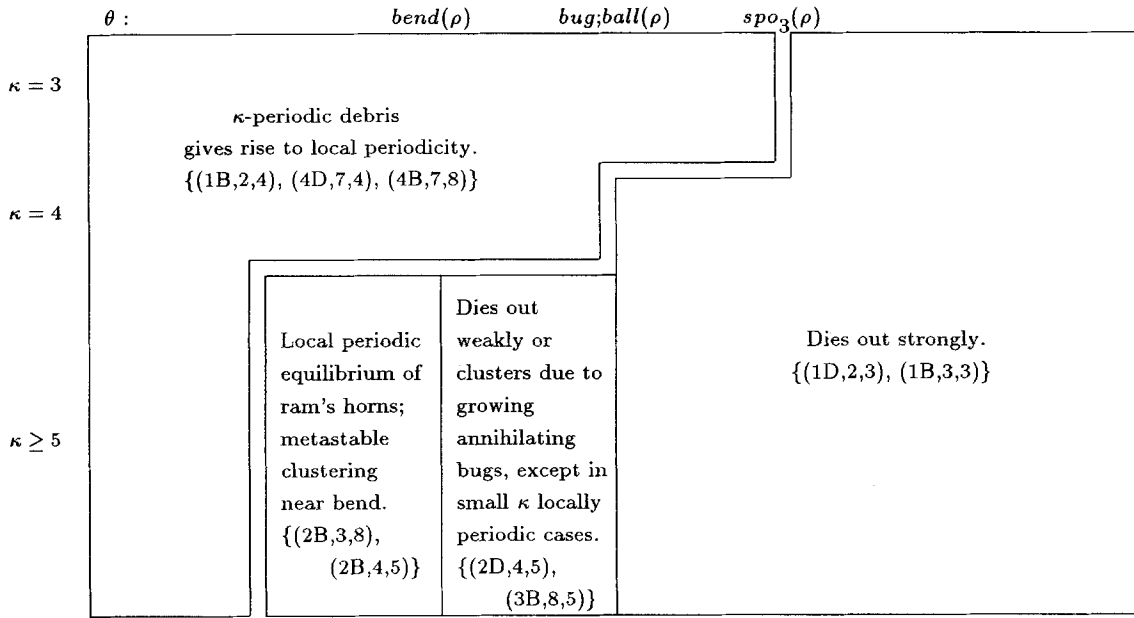 θ : bend(ρ) bug;ball(ρ) spo₃(ρ)
κ = 3
κ-periodic debris
gives rise to local periodicity.
{(1B,2,4), (4D,7,4), (4B,7,8)}
κ = 4
Local periodic
equilibrium of
ram's horns;
metastable
clustering
near bend.
{(2B,3,8),
(2B,4,5)}
Dies out
weakly or
clusters due to
growing
annihilating
bugs, except in
small κ locally
periodic cases.
{(2D,4,5),
(3B,8,5)}
Dies out strongly.
{(1D,2,3), (1B,3,3)}
κ ≥ 5